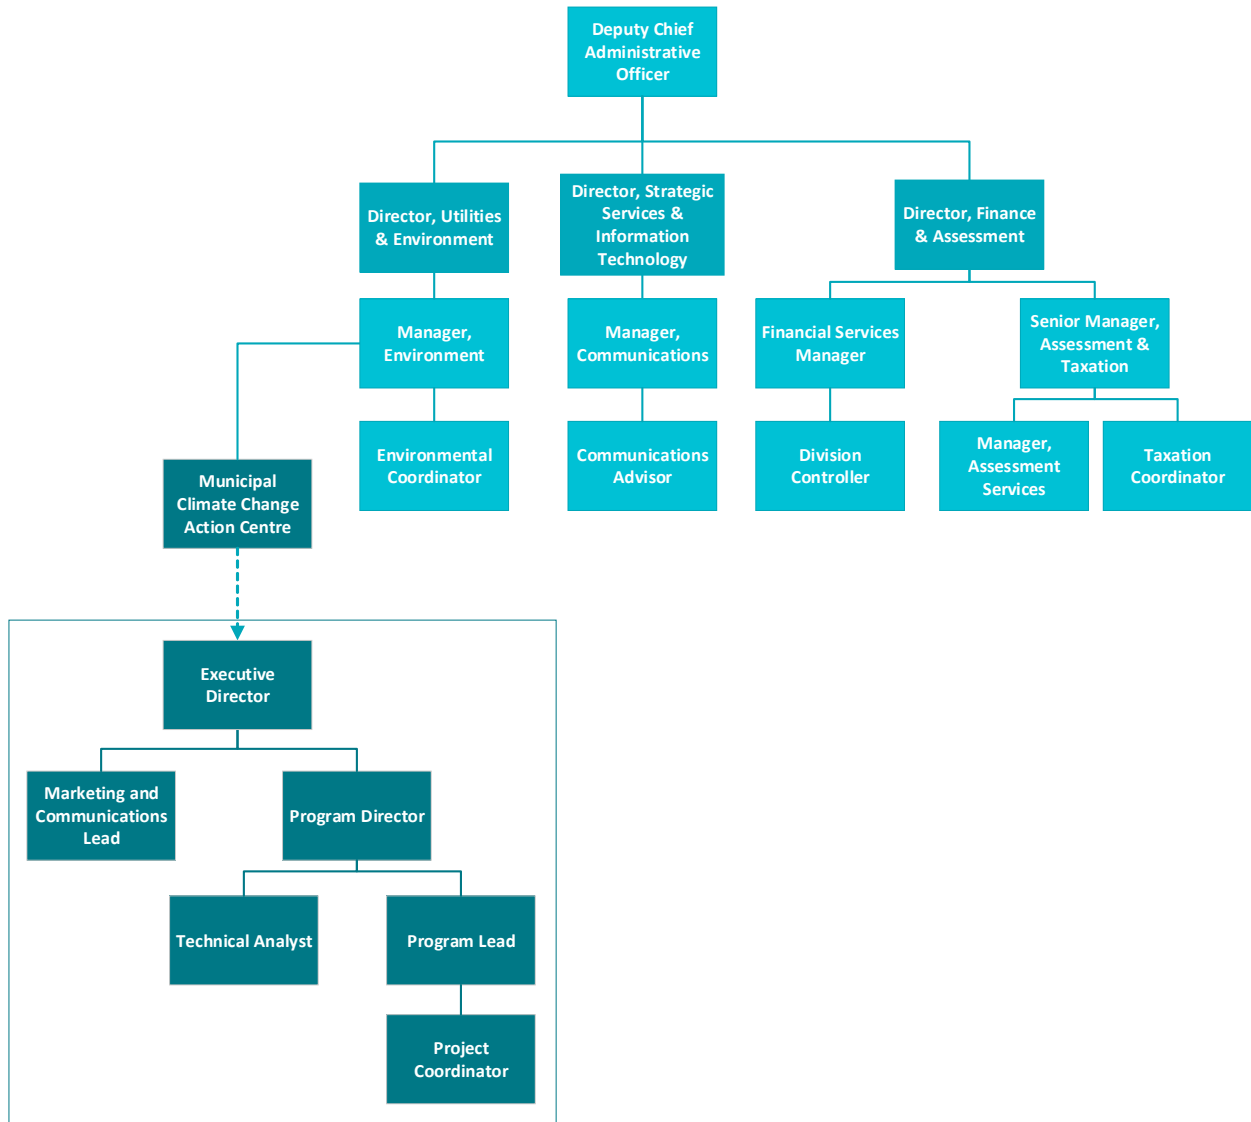 Deputy Chief
Administrative
Officer
Director, Utilities
& Environment
Director, Strategic
Services &
Information
Technology
Director, Finance
& Assessment
Manager,
Environment
Manager,
Communications
Financial Services
Manager
Senior Manager,
Assessment &
Taxation
Environmental
Coordinator
Communications
Advisor
Division
Controller
Manager,
Assessment
Services
Taxation
Coordinator
Municipal
Climate Change
Action Centre
Executive
Director
Marketing and
Communications
Lead
Program Director
Technical Analyst
Program Lead
Project
Coordinator